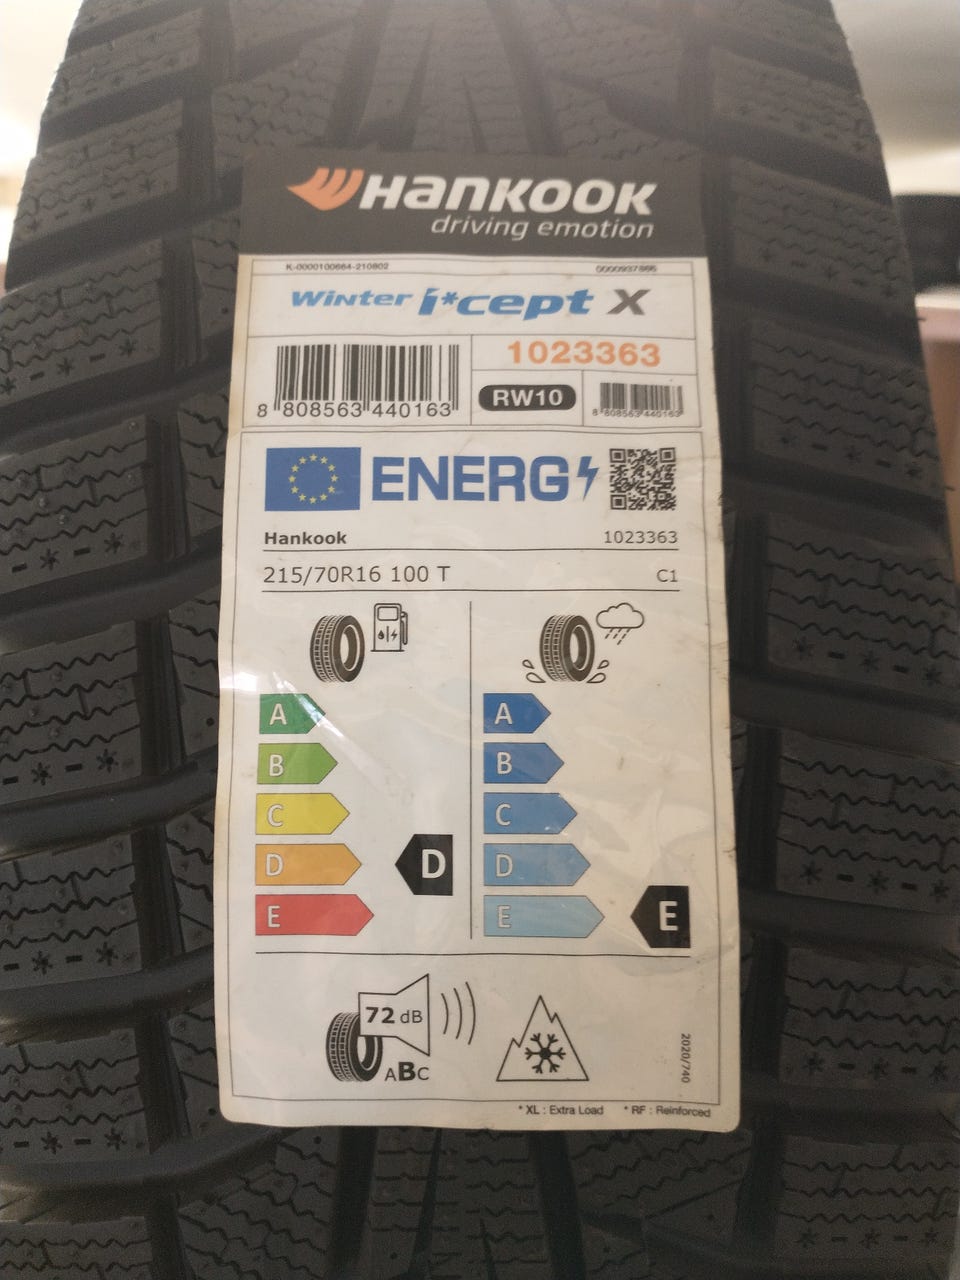 HANKOOK
driving emotion
K-0000100664-210802 0000937866
Winter i*cept X
1023363
8 808563 440163
RW10
8 808563 440163
ENERG
Hankook 1023363
215/70R16 100 T C1
A A
B B
C C
D D D
E E E
72 dB
ABC
2020/740
* XL : Extra Load * RF : Reinforced